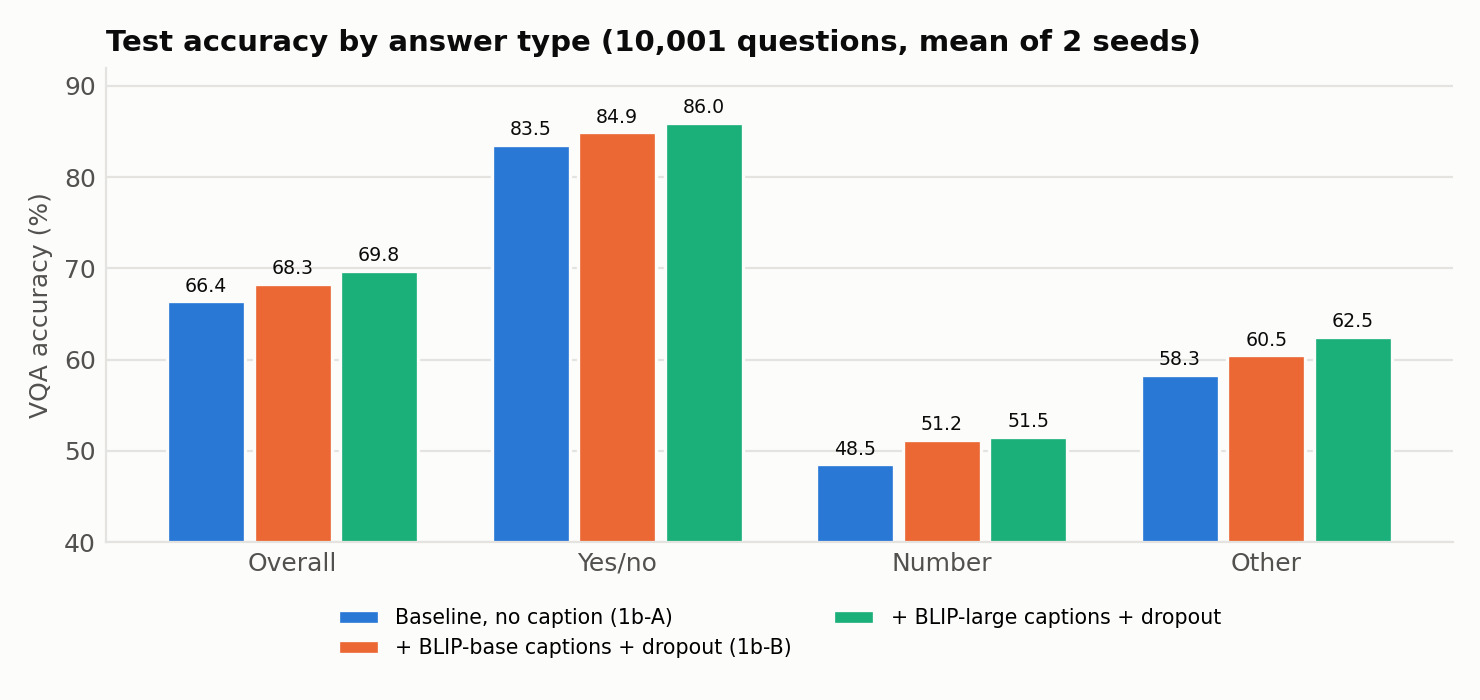 Test accuracy by answer type (10,001 questions, mean of 2 seeds)
VQA accuracy (%)
90
80
70
60
50
40
66.4
68.3
69.8
83.5
84.9
86.0
48.5
51.2
51.5
58.3
60.5
62.5
Overall
Yes/no
Number
Other
Baseline, no caption (1b-A)
+ BLIP-base captions + dropout (1b-B)
+ BLIP-large captions + dropout